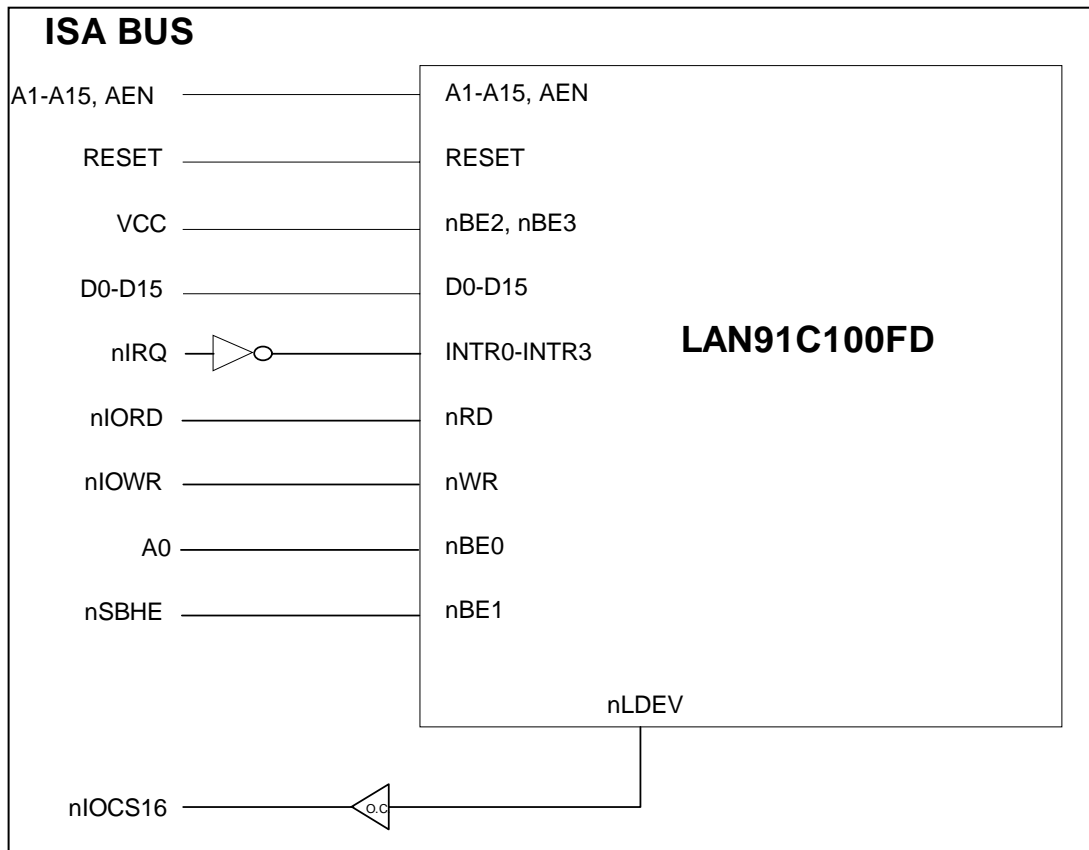 ISA BUS
A1-A15, AEN A1-A15, AEN
RESET RESET
VCC nBE2, nBE3
D0-D15 D0-D15
nIRQ INTR0-INTR3 LAN91C100FD
nIORD nRD
nIOWR nWR
A0 nBE0
nSBHE nBE1
nLDEV
nIOCS16 O.C